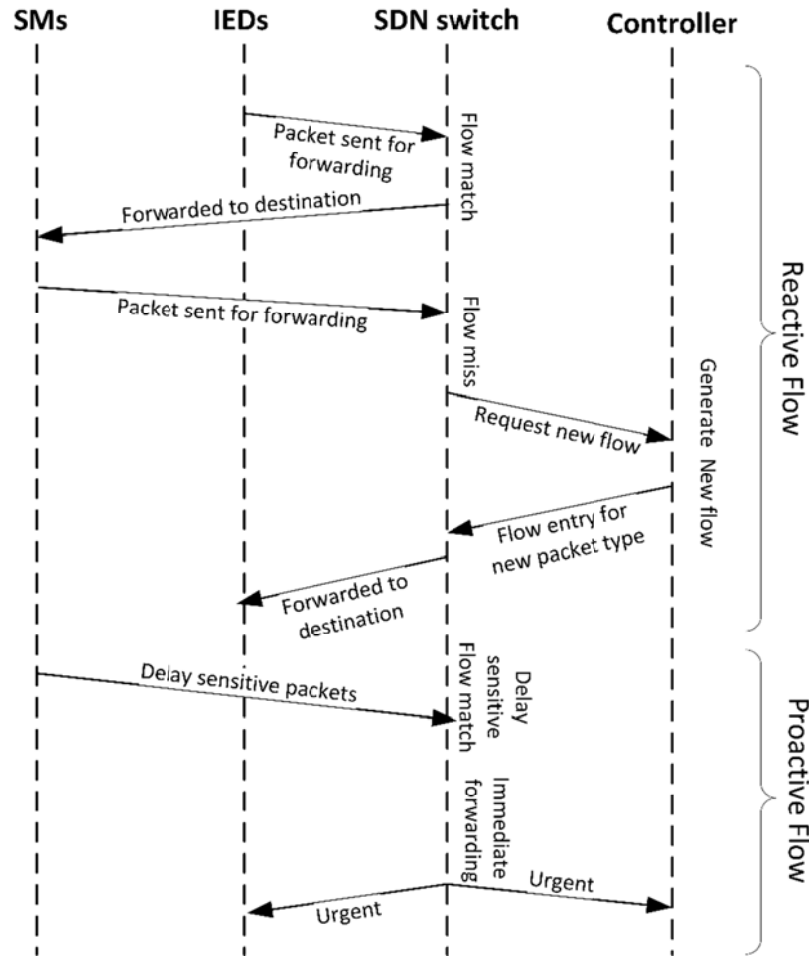 SMs
IEDs
SDN switch
Controller
Packet sent for
forwarding
Flow match
Forwarded to destination
Packet sent for forwarding
Flow miss
Request new flow
Generate New flow
Flow entry for
new packet type
Forwarded to
destination
Reactive Flow
Delay sensitive packets
Delay
sensitive
Flow match
Immediate
forwarding
Urgent
Urgent
Proactive Flow